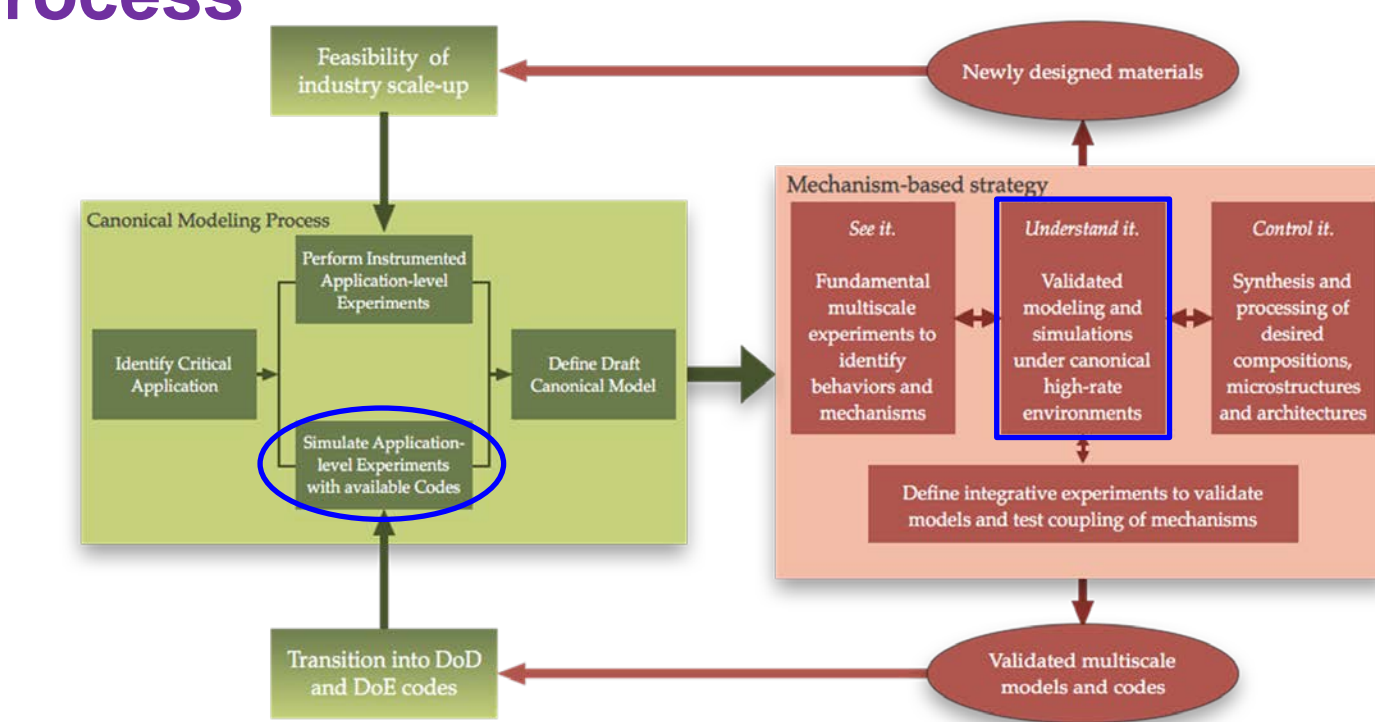 Feasibility of
industry scale-up
Newly designed materials
Canonical Modeling Process
Perform Instrumented
Application-level
Experiments
Identify Critical
Application
Define Draft
Canonical Model
Simulate Application-
level Experiments
with available Codes
Mechanism-based strategy
See it.
Fundamental
multiscale
experiments to
identify
behaviors and
mechanisms
Understand it.
Validated
modeling and
simulations
under canonical
high-rate
environments
Control it.
Synthesis and
processing of
desired
compositions,
microstructures
and architectures
Define integrative experiments to validate
models and test coupling of mechanisms
Transition into DoD
and DoE codes
Validated multiscale
models and codes